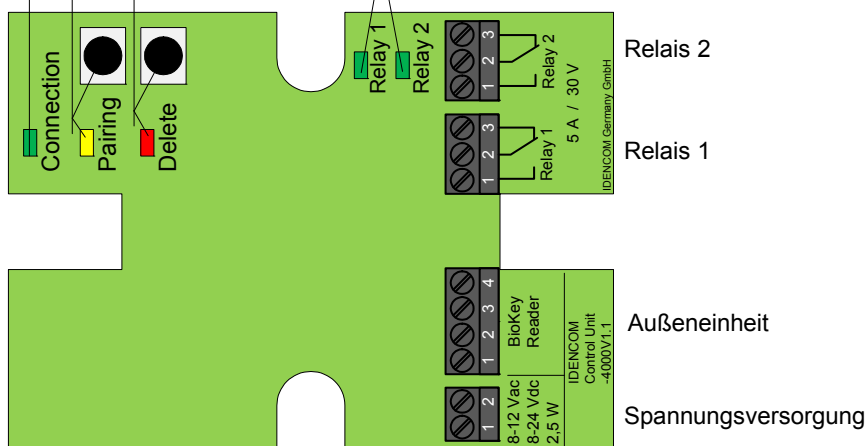 Connection
Pairing
Delete
Relay 1
Relay 2
3
2
1
Relay 2
3
2
1
Relay 1
5 A / 30 V
IDENCOM Germany GmbH
Relais 2
Relais 1
4
3
2
1
BioKey
Reader
2
1
8-12 Vac
8-24 Vdc
2,5 W
IDENCOM
Control Unit
-4000V1.1
Außeneinheit
Spannungsversorgung